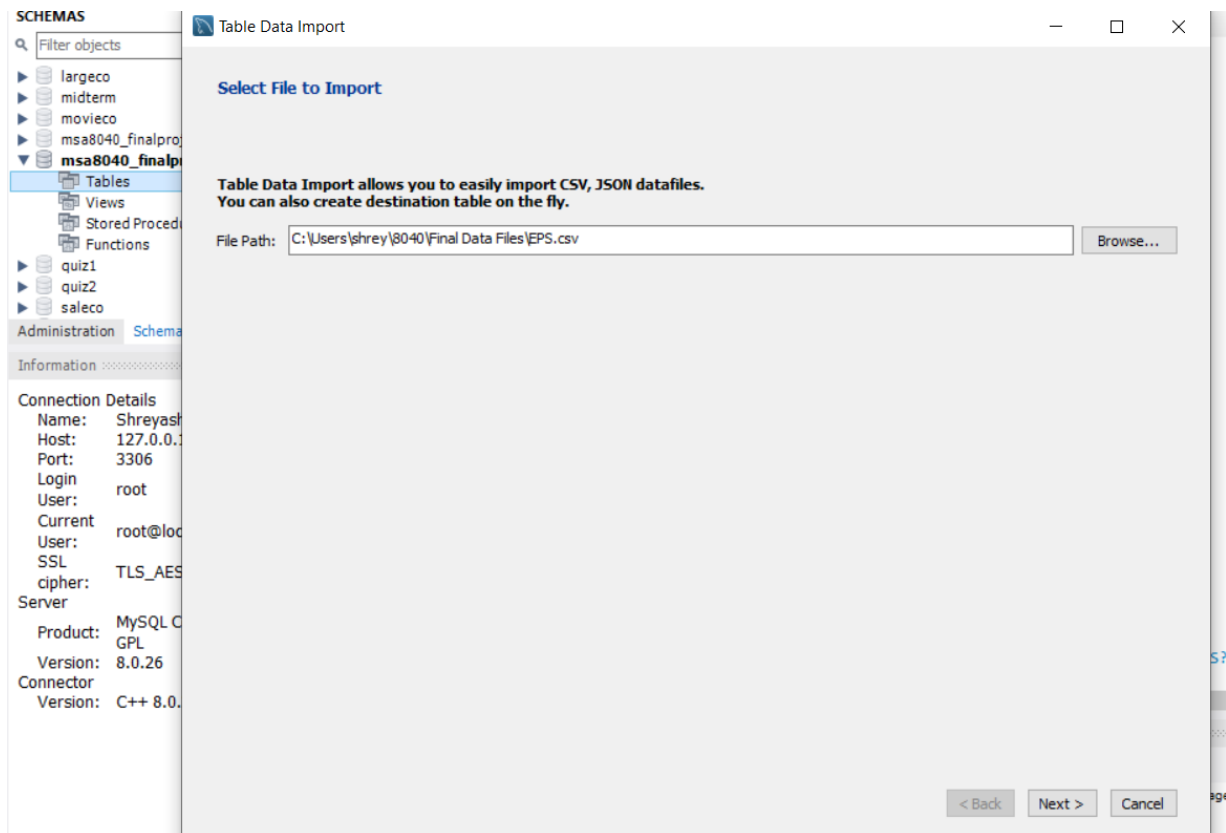 SCHEMAS
Filter objects
largeco
midterm
movieco
msa8040_finalproj
msa8040_finalpr
Tables
Views
Stored Procedu
Functions
quiz1
quiz2
saleco
Administration Schema
Information
Connection Details
Name: Shreyash
Host: 127.0.0.1
Port: 3306
Login
User: root
Current
User: root@loc
SSL
cipher: TLS_AES
Server
Product: MySQL C
GPL
Version: 8.0.26
Connector
Version: C++ 8.0.
Table Data Import
Select File to Import
Table Data Import allows you to easily import CSV, JSON datafiles.
You can also create destination table on the fly.
File Path: C:\Users\shrey\8040\Final Data Files\EPS.csv Browse...
< Back Next > Cancel
S?
age